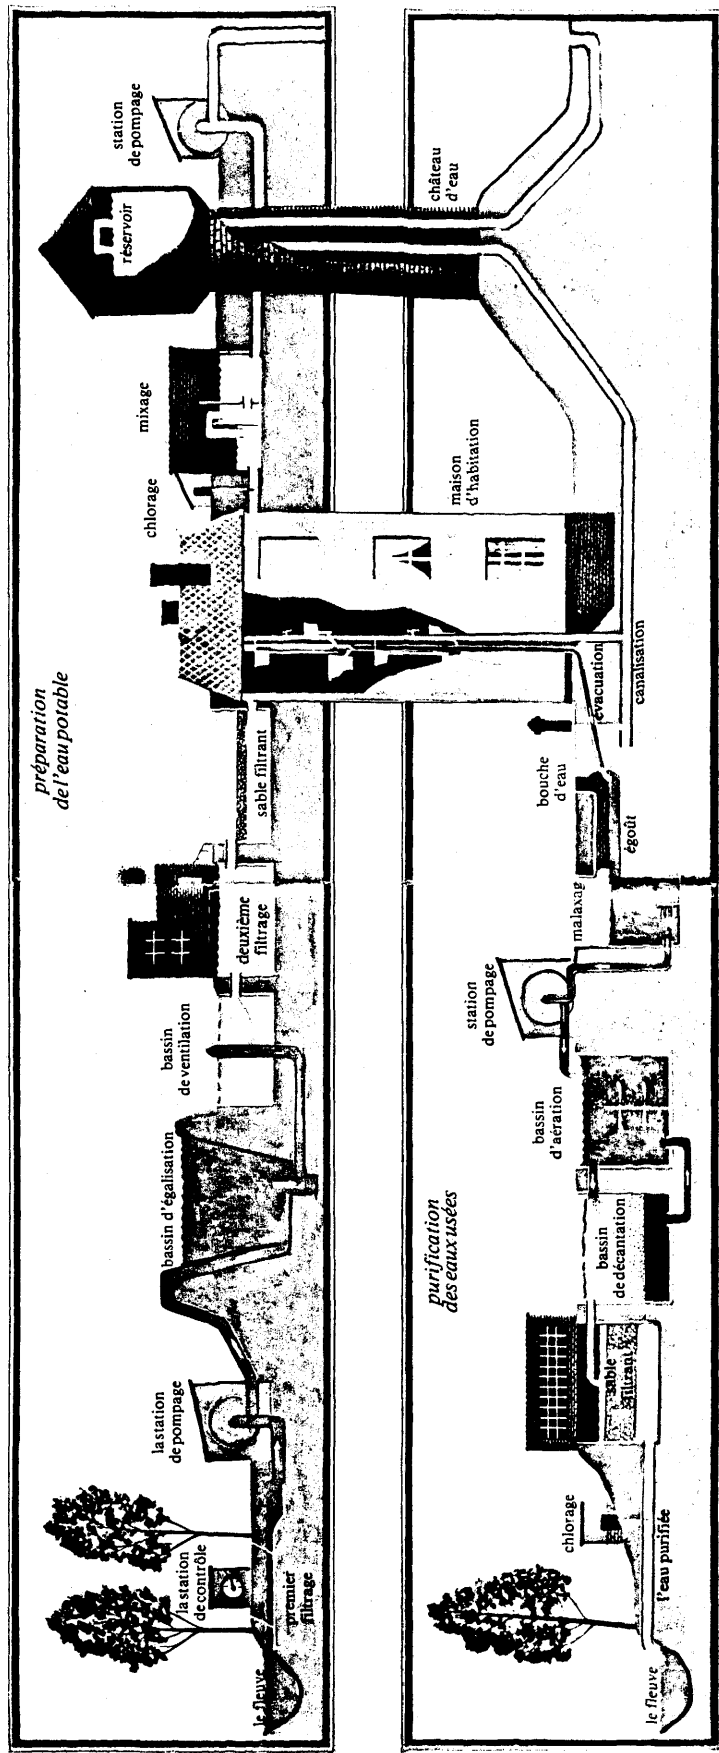 préparation
de l'eau potable
le fleuve
premier
filtrage
la station
de contrôle
la station
de pompage
bassin d'égalisation
bassin
de ventilation
deuxième
filtrage
sable filtrant
chlorage
mixage
réservoir
station
de pompage
château
d'eau
maison
d'habitation
canalisation
évacuation
bouche
d'eau
égoût
malaxag
station
de pompage
bassin
d'aération
purification
des eaux usées
bassin
de décantation
sable
filtrant
chlorage
l'eau purifiée
le fleuve